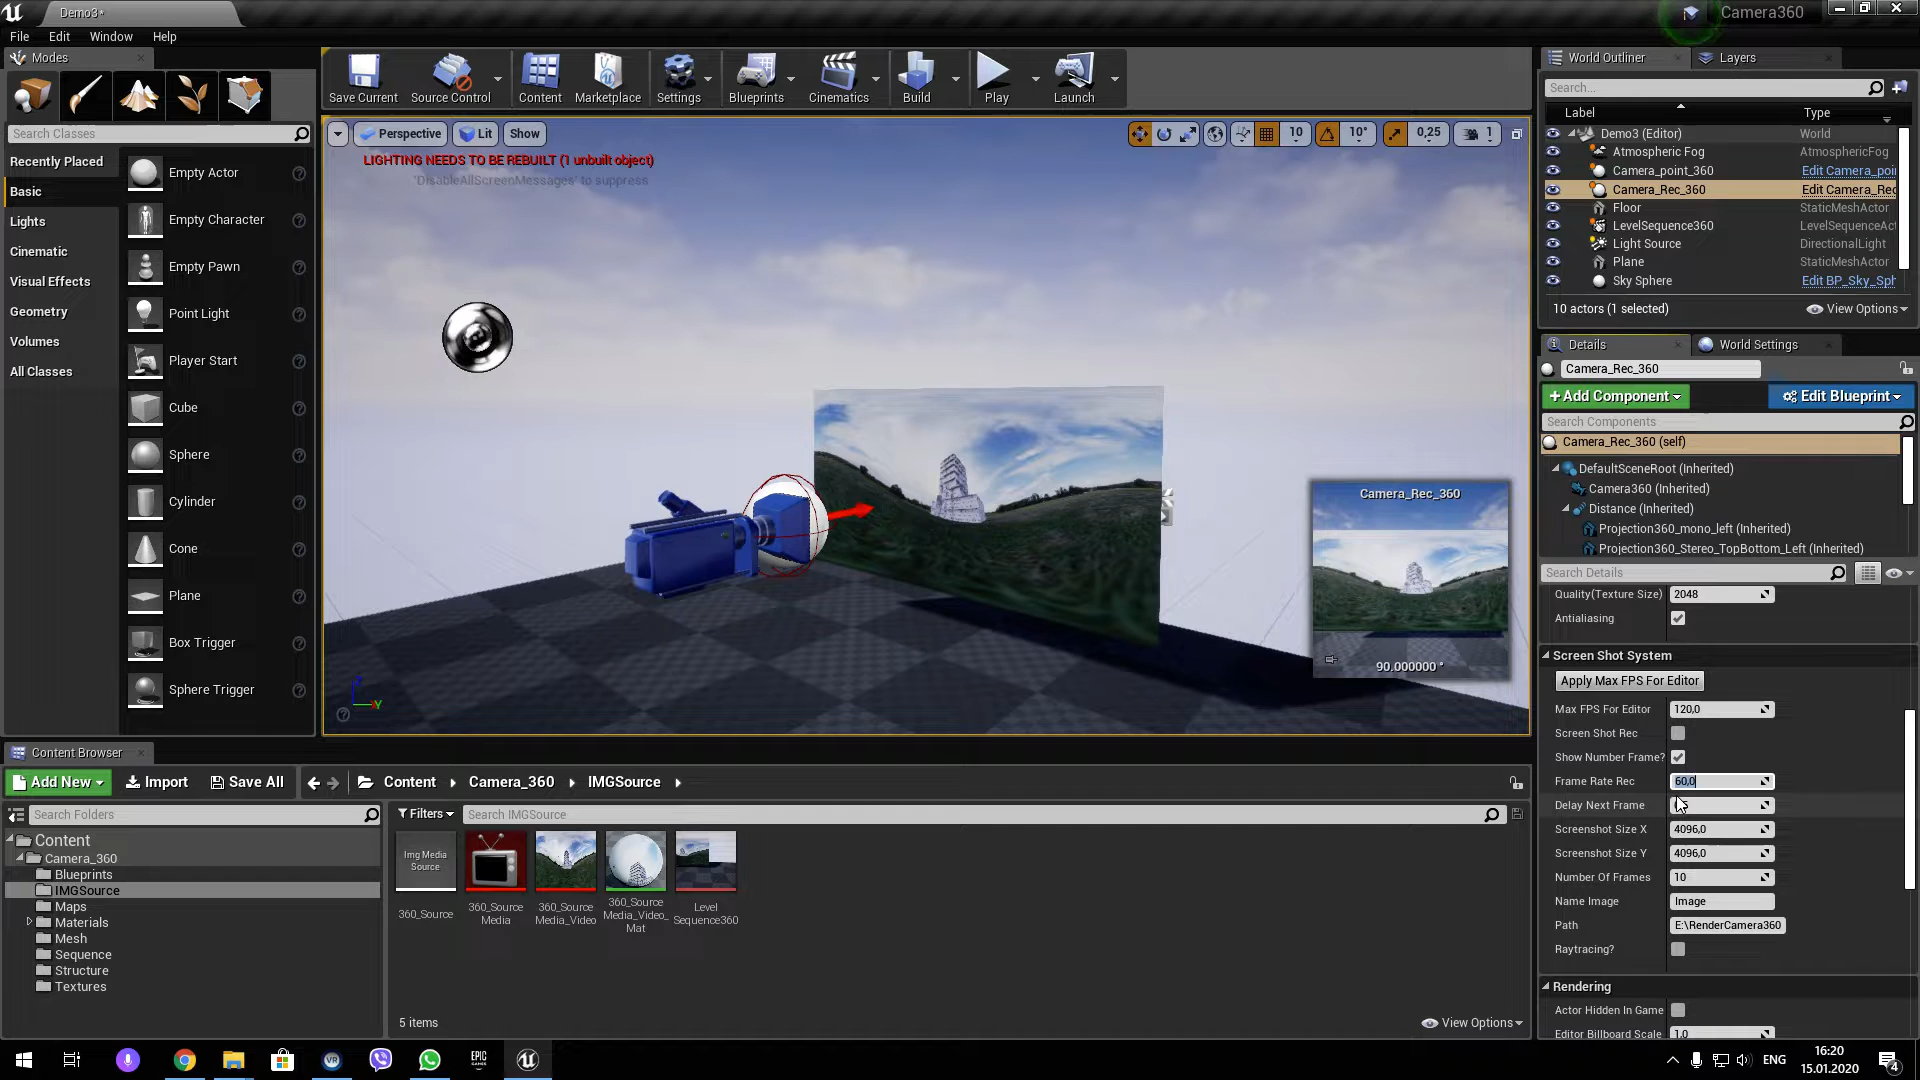 Demo3*
Camera360
File Edit Window Help
Modes
Search Classes
Recently Placed
Basic
Lights
Cinematic
Visual Effects
Geometry
Volumes
All Classes
Empty Actor
Empty Character
Empty Pawn
Point Light
Player Start
Cube
Sphere
Cylinder
Cone
Plane
Box Trigger
Sphere Trigger
Save Current Source Control Content Marketplace Settings Blueprints Cinematics Build Play Launch
Perspective Lit Show
10 10° 0,25 1
LIGHTING NEEDS TO BE REBUILT (1 unbuilt object)
'DisableAllScreenMessages' to suppress
Camera_Rec_360
90.000000 °
World Outliner Layers
Search...
Label Type
Demo3 (Editor) World
Atmospheric Fog AtmosphericFog
Camera_point_360 Edit Camera_poi
Camera_Rec_360 Edit Camera_Rec
Floor StaticMeshActor
LevelSequence360 LevelSequenceAc
Light Source DirectionalLight
Plane StaticMeshActor
Sky Sphere Edit BP_Sky_Sph
10 actors (1 selected) View Options
Details World Settings
Camera_Rec_360
+Add Component Edit Blueprint
Search Components
Camera_Rec_360 (self)
DefaultSceneRoot (Inherited)
Camera360 (Inherited)
Distance (Inherited)
Projection360_mono_left (Inherited)
Projection360_Stereo_TopBottom_Left (Inherited)
Search Details
Quality(Texture Size) 2048
Antialiasing
Screen Shot System
Apply Max FPS For Editor
Max FPS For Editor 120,0
Screen Shot Rec
Show Number Frame?
Frame Rate Rec 60,0
Delay Next Frame
Screenshot Size X 4096,0
Screenshot Size Y 4096,0
Number Of Frames 10
Name Image Image
Path E:\RenderCamera360
Raytracing?
Rendering
Actor Hidden In Game
Editor Billboard Scale 1,0
Content Browser
Add New Import Save All Content Camera_360 IMGSource
Search Folders
Filters Search IMGSource
Content
Camera_360
Blueprints
IMGSource
Maps
Materials
Mesh
Sequence
Structure
Textures
Img Media
Source
360_Source
360_Source
Media
360_Source
Media_Video
360_Source
Media_Video_
Mat
Level
Sequence360
5 items View Options
EPIC
GAMES
ENG
16:20
15.01.2020
4